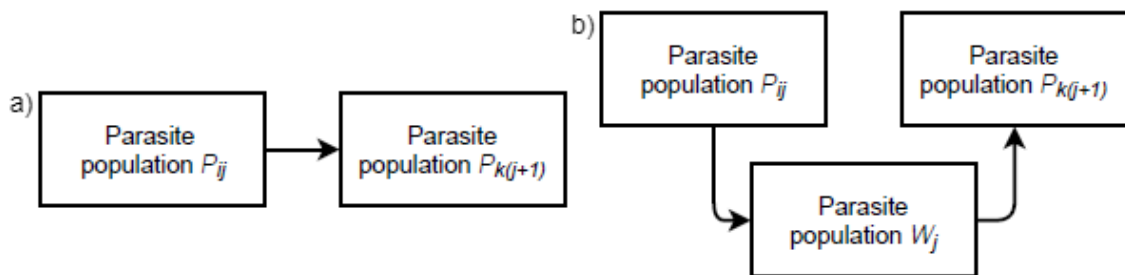 a)
Parasite
population P_ij
Parasite
population P_k(j+1)
b)
Parasite
population P_ij
Parasite
population P_k(j+1)
Parasite
population W_j